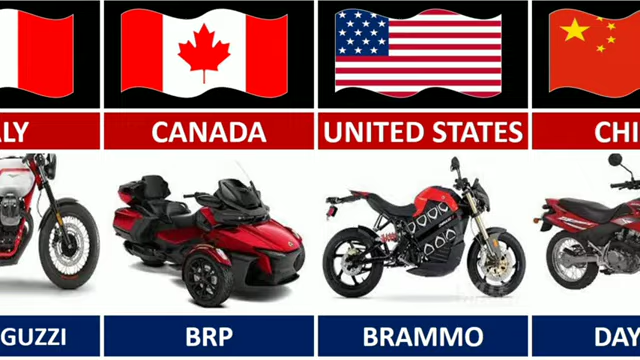 ALY
CANADA
UNITED STATES
CHI
GUZZI
BRP
BRAMMO
DAY